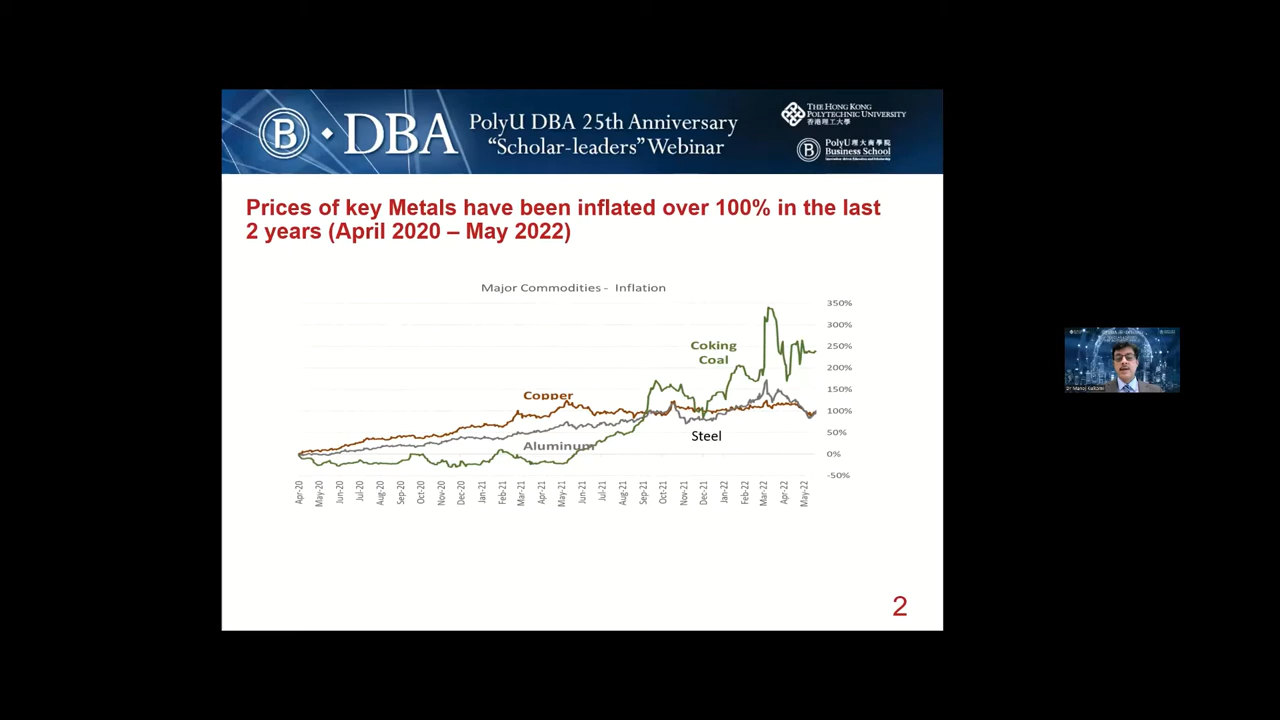 B
DBA
PolyU DBA 25th Anniversary
“Scholar-leaders” Webinar
THE HONG KONG
POLYTECHNIC UNIVERSITY
香港理工大學
PolyU 理大商學院
Business School
Prices of key Metals have been inflated over 100% in the last
2 years (April 2020 – May 2022)
Major Commodities - Inflation
350%
300%
250%
200%
150%
100%
50%
0%
-50%
Coking
Coal
Copper
Steel
Aluminum
Apr-20
May-20
Jun-20
Jul-20
Aug-20
Sep-20
Oct-20
Nov-20
Dec-20
Jan-21
Feb-21
Mar-21
Apr-21
May-21
Jun-21
Jul-21
Aug-21
Sep-21
Oct-21
Nov-21
Dec-21
Jan-22
Feb-22
Mar-22
Apr-22
May-22
2